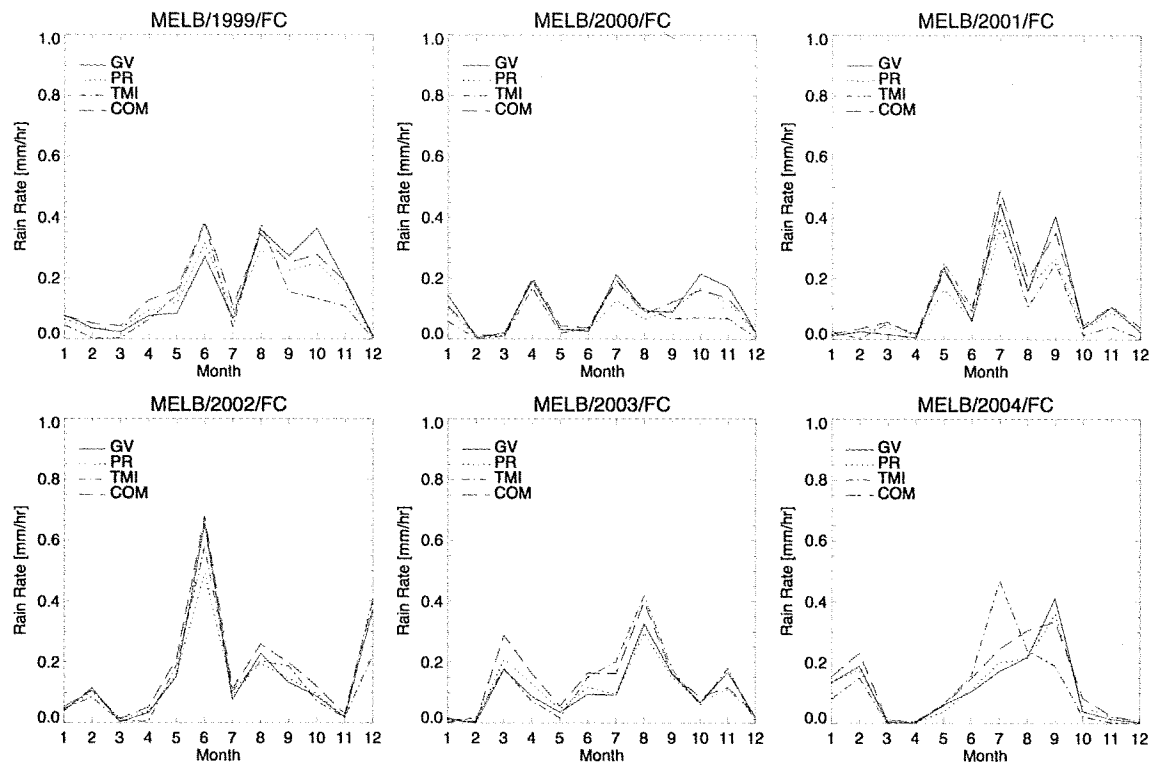 MELB/1999/FC
1.0
0.8
0.6
0.4
0.2
0.0
Rain Rate [mm/hr]
GV
PR
TMI
COM
1 2 3 4 5 6 7 8 9 10 11 12
Month
MELB/2000/FC
1.0
0.8
0.6
0.4
0.2
0.0
Rain Rate [mm/hr]
GV
PR
TMI
COM
1 2 3 4 5 6 7 8 9 10 11 12
Month
MELB/2001/FC
1.0
0.8
0.6
0.4
0.2
0.0
Rain Rate [mm/hr]
GV
PR
TMI
COM
1 2 3 4 5 6 7 8 9 10 11 12
Month
MELB/2002/FC
1.0
0.8
0.6
0.4
0.2
0.0
Rain Rate [mm/hr]
GV
PR
TMI
COM
1 2 3 4 5 6 7 8 9 10 11 12
Month
MELB/2003/FC
1.0
0.8
0.6
0.4
0.2
0.0
Rain Rate [mm/hr]
GV
PR
TMI
COM
1 2 3 4 5 6 7 8 9 10 11 12
Month
MELB/2004/FC
1.0
0.8
0.6
0.4
0.2
0.0
Rain Rate [mm/hr]
GV
PR
TMI
COM
1 2 3 4 5 6 7 8 9 10 11 12
Month